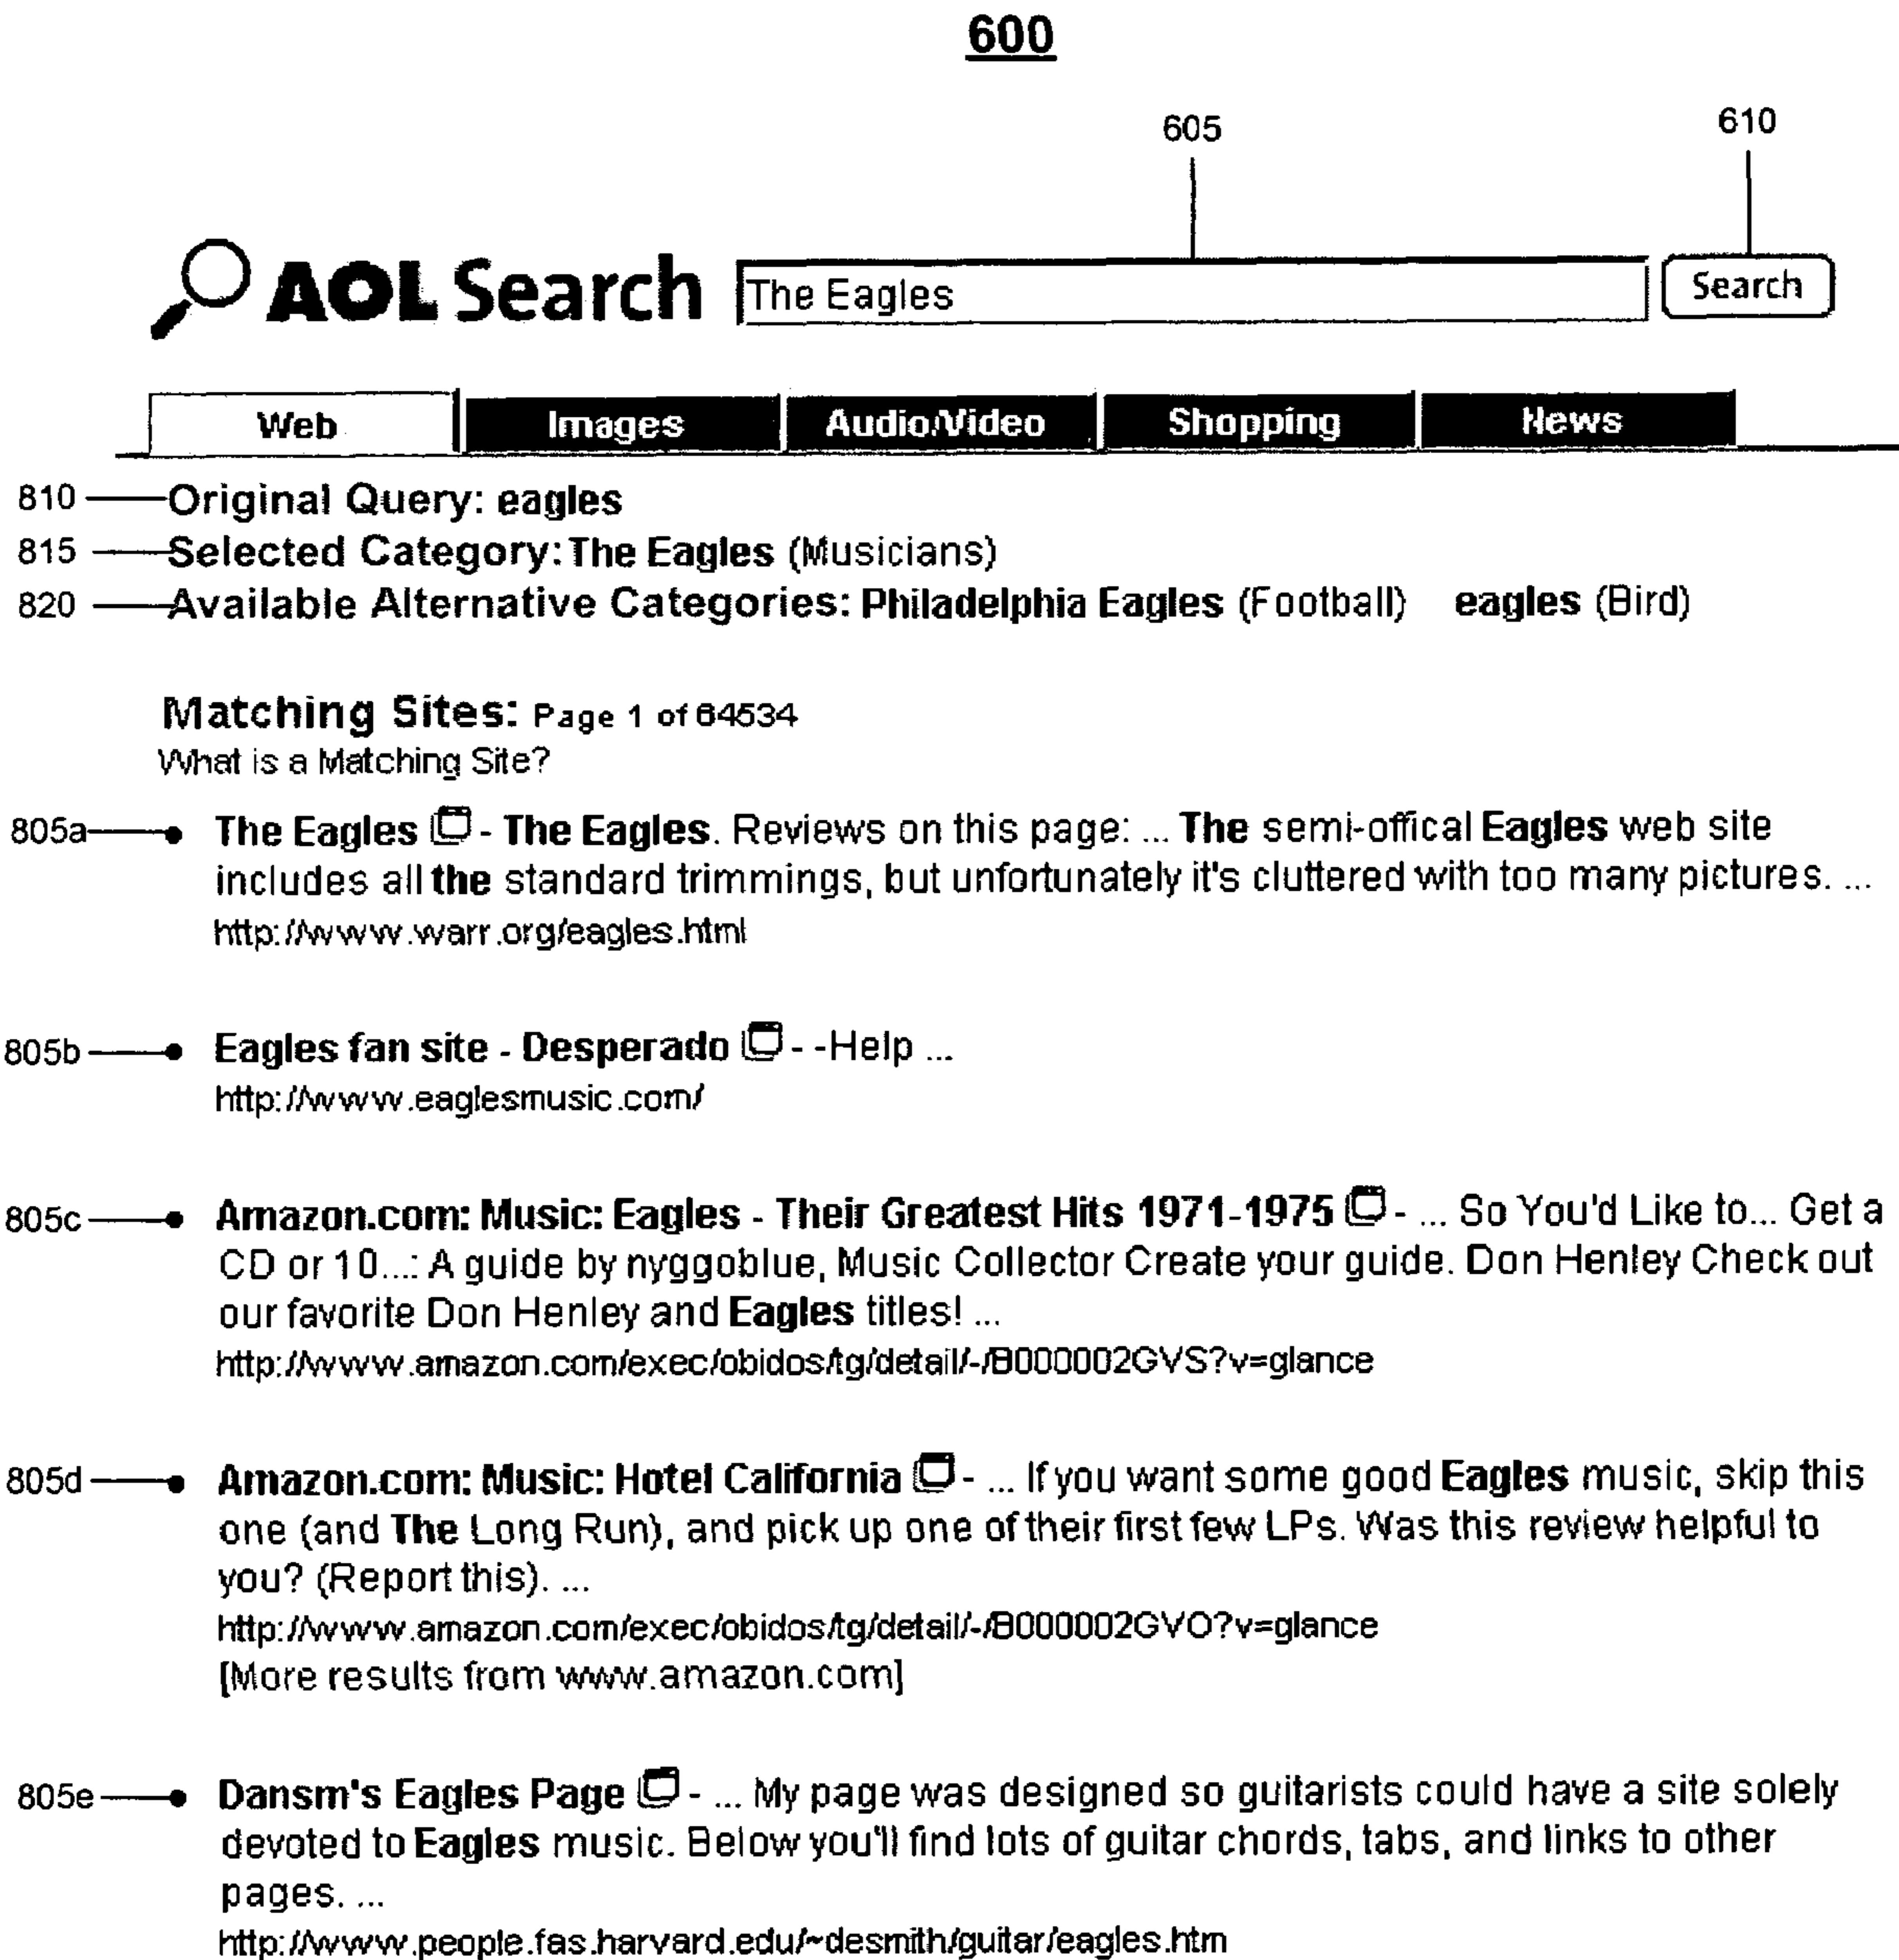 600
605
610
AOL Search
The Eagles
Search
Web Images Audio/Video Shopping News
810 Original Query: eagles
815 Selected Category: The Eagles (Musicians)
820 Available Alternative Categories: Philadelphia Eagles (Football) eagles (Bird)
Matching Sites: Page 1 of 64534
What is a Matching Site?
805a • The Eagles - The Eagles. Reviews on this page: ... The semi-offical Eagles web site
includes all the standard trimmings, but unfortunately it's cluttered with too many pictures. ...
http://www.warr.org/eagles.html
805b • Eagles fan site - Desperado - -Help ...
http://www.eaglesmusic.com/
805c • Amazon.com: Music: Eagles - Their Greatest Hits 1971-1975 - ... So You'd Like to... Get a
CD or 10...: A guide by nyggoblue, Music Collector Create your guide. Don Henley Check out
our favorite Don Henley and Eagles titles! ...
http://www.amazon.com/exec/obidos/tg/detail/-/B000002GVS?v=glance
805d • Amazon.com: Music: Hotel California - ... If you want some good Eagles music, skip this
one (and The Long Run), and pick up one of their first few LPs. Was this review helpful to
you? (Report this). ...
http://www.amazon.com/exec/obidos/tg/detail/-/B000002GVO?v=glance
[More results from www.amazon.com]
805e • Dansm's Eagles Page - ... My page was designed so guitarists could have a site solely
devoted to Eagles music. Below you'll find lots of guitar chords, tabs, and links to other
pages. ...
http://www.people.fas.harvard.edu/~desmith/guitar/eagles.htm